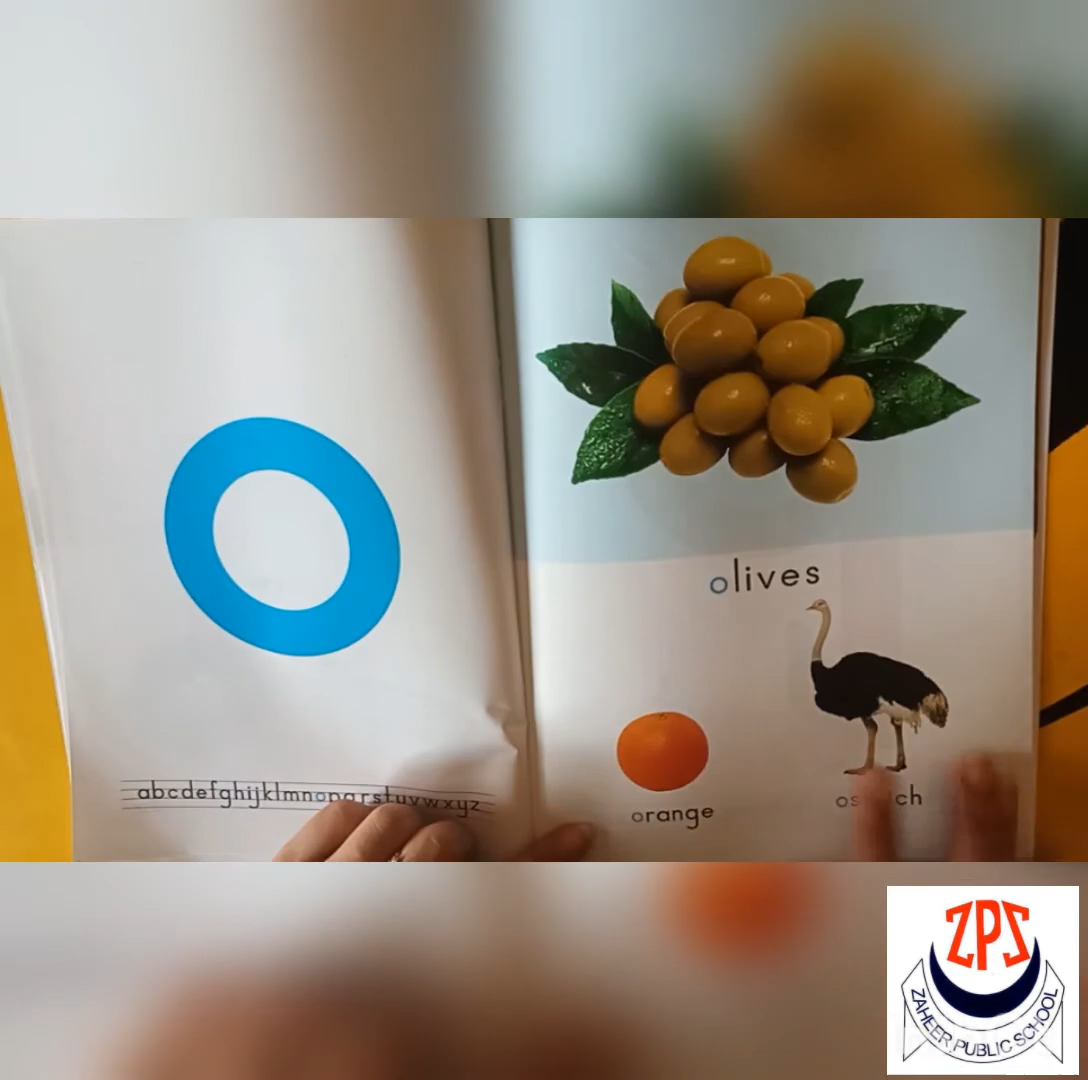 o
abcdefghijklmnopqrstuvwxyz
olives
orange
ZPS
ZAHEER PUBLIC SCHOOL